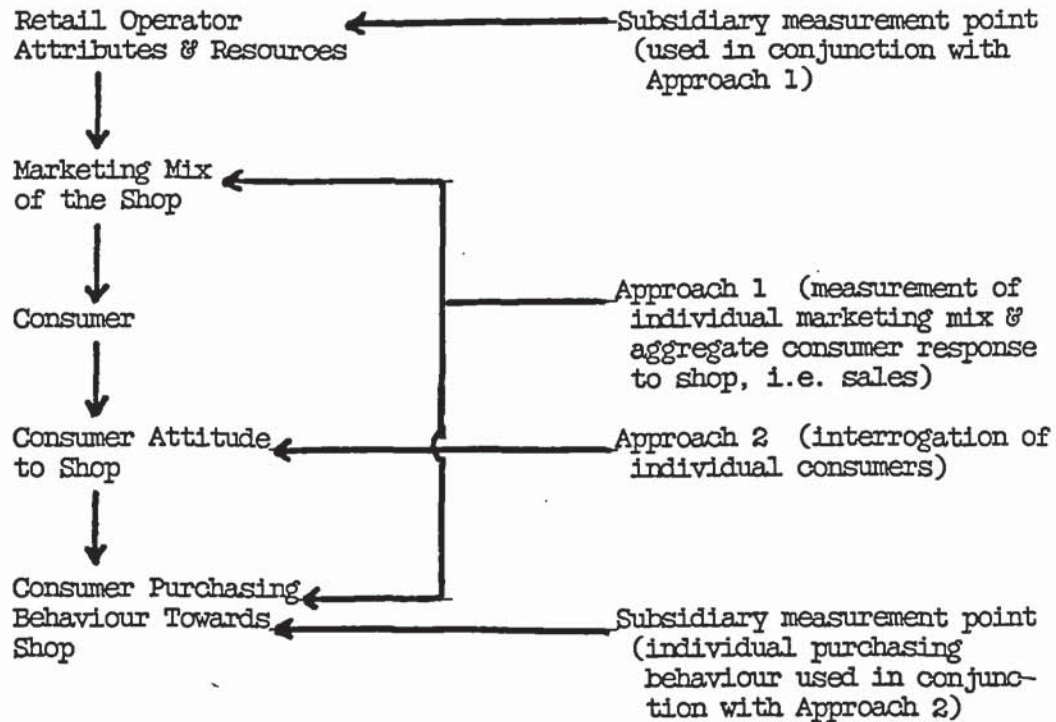 Retail Operator
Attributes & Resources
Subsidiary measurement point
(used in conjunction with
Approach 1)
Marketing Mix
of the Shop
Approach 1 (measurement of
individual marketing mix &
aggregate consumer response
to shop, i.e. sales)
Consumer
Consumer Attitude
to Shop
Approach 2 (interrogation of
individual consumers)
Consumer Purchasing
Behaviour Towards
Shop
Subsidiary measurement point
(individual purchasing
behaviour used in conjunc-
tion with Approach 2)